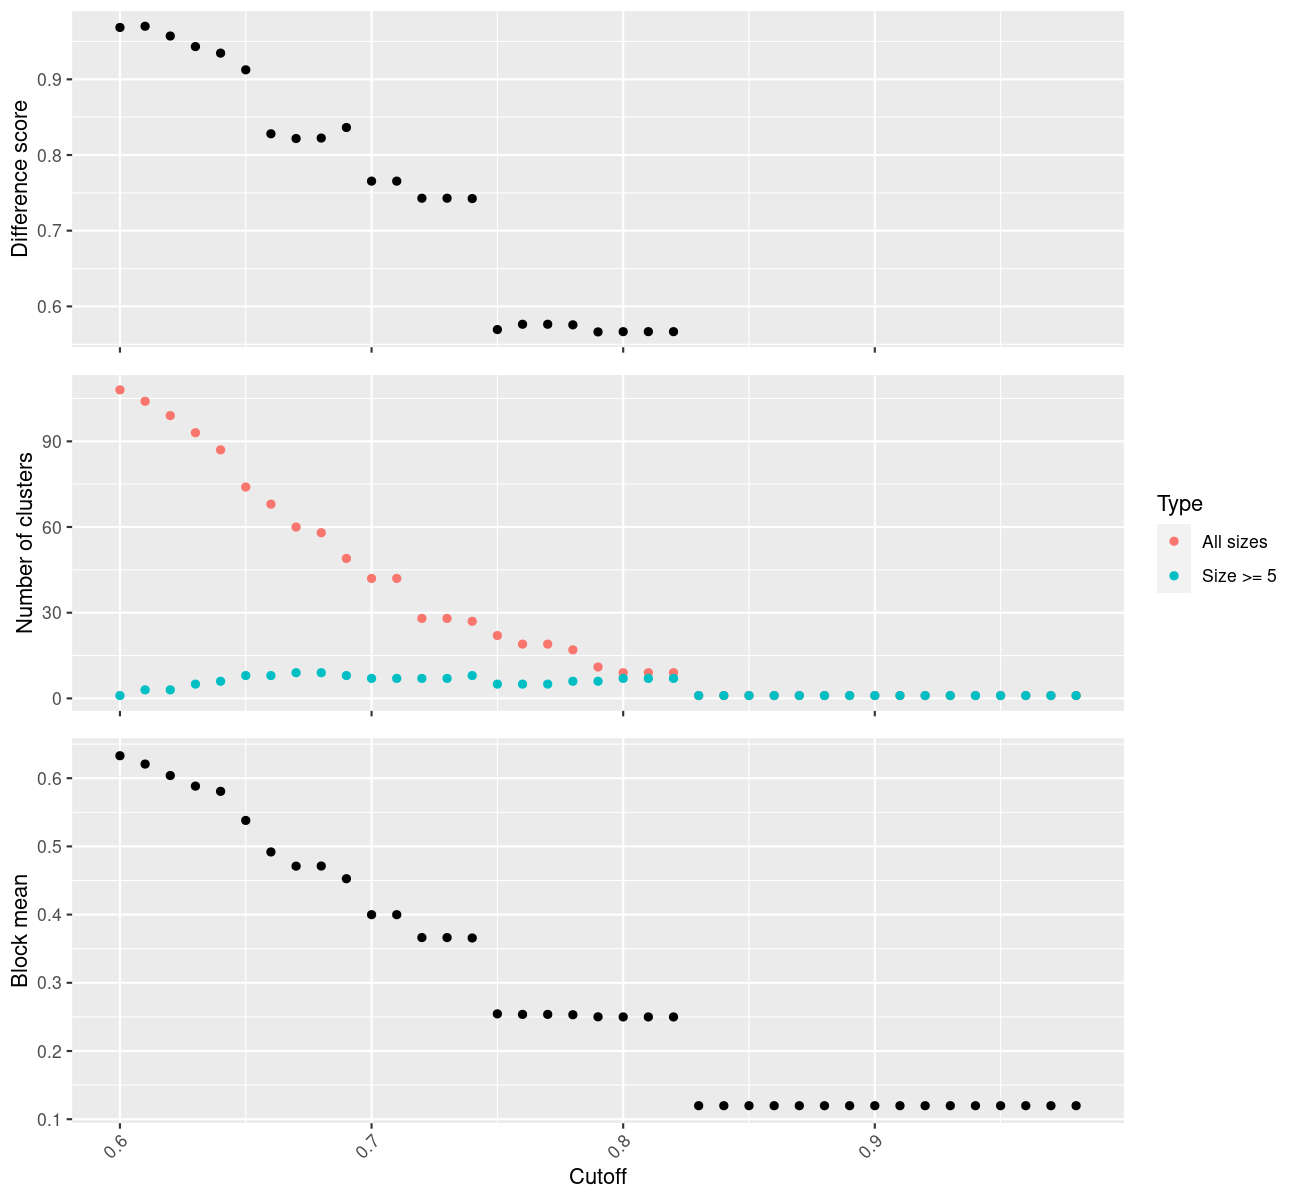 Difference score
0.9
0.8
0.7
0.6
Number of clusters
90
60
30
0
Type
All sizes
Size >= 5
Block mean
0.6
0.5
0.4
0.3
0.2
0.1
0.6 0.7 0.8 0.9
Cutoff